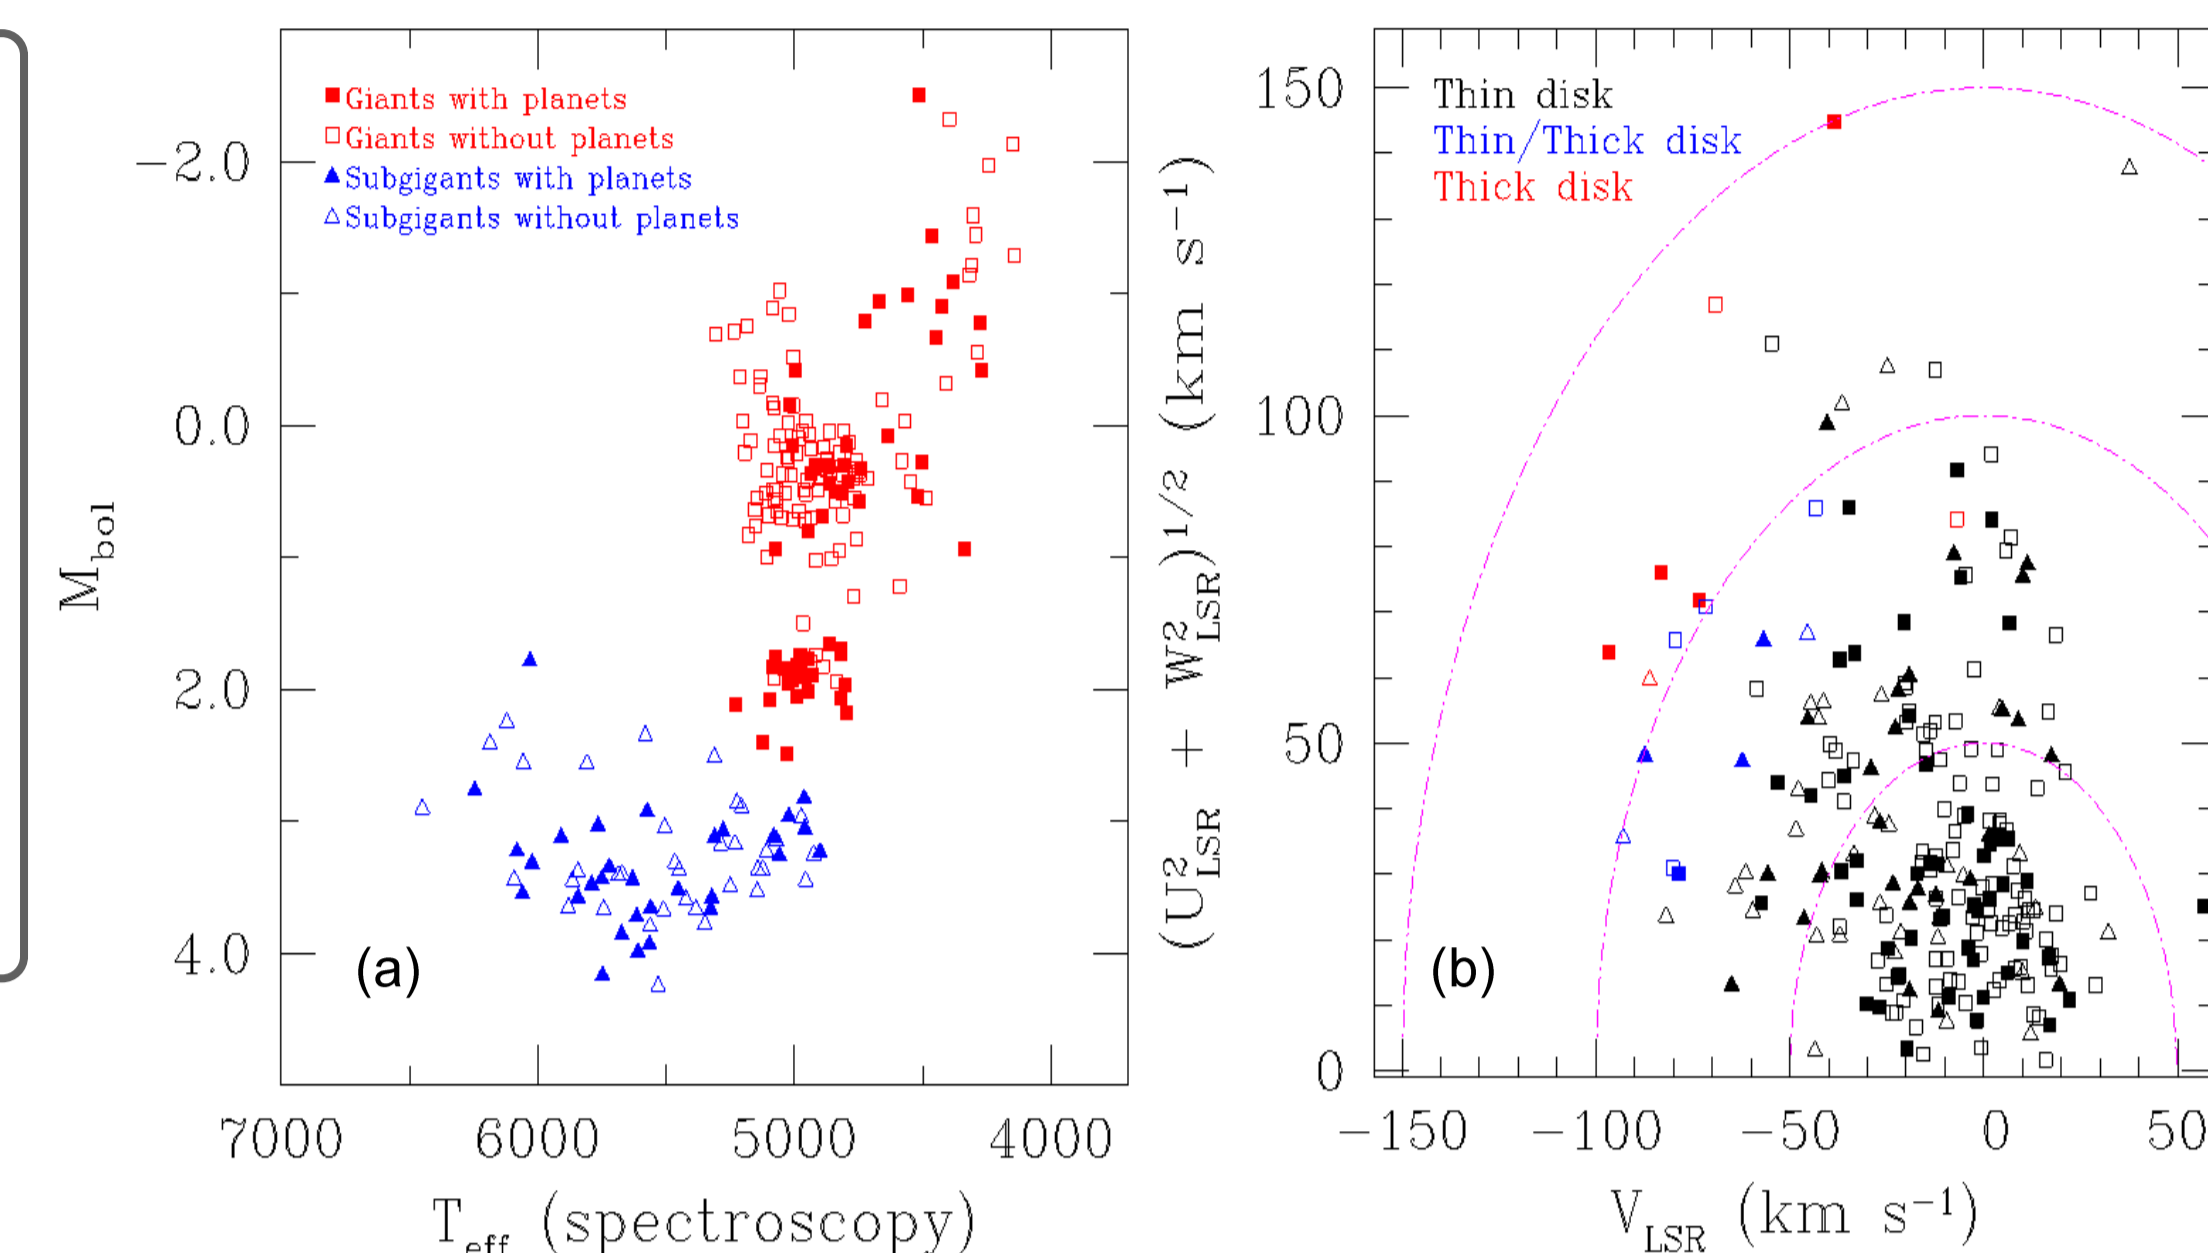 Giants with planets
Giants without planets
Subgigants with planets
Subgigants without planets
−2.0
0.0
2.0
4.0
M_bol
(a)
7000 6000 5000 4000
T_eff (spectroscopy)
Thin disk
Thin/Thick disk
Thick disk
150
100
50
0
(U²_LSR + W²_LSR)^1/2 (km s⁻¹)
(b)
−150 −100 −50 0 50
V_LSR (km s⁻¹)